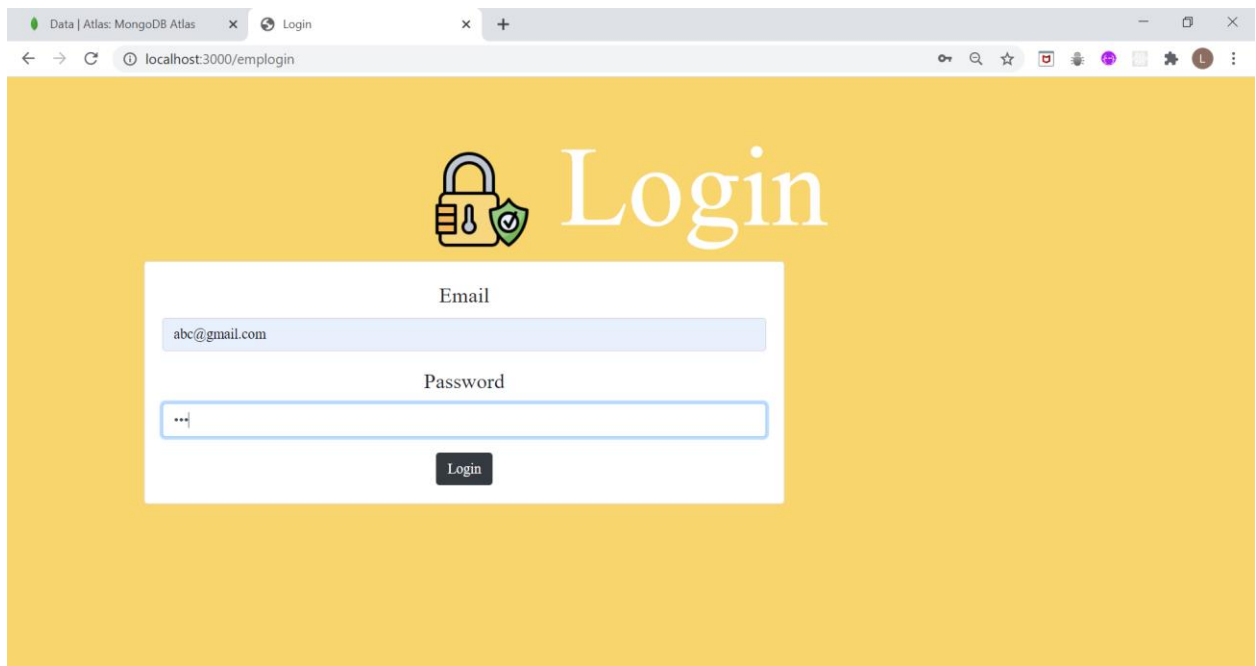 Data | Atlas: MongoDB Atlas Login
localhost:3000/emplogin
L
Login
Email
abc@gmail.com
Password
•••
Login